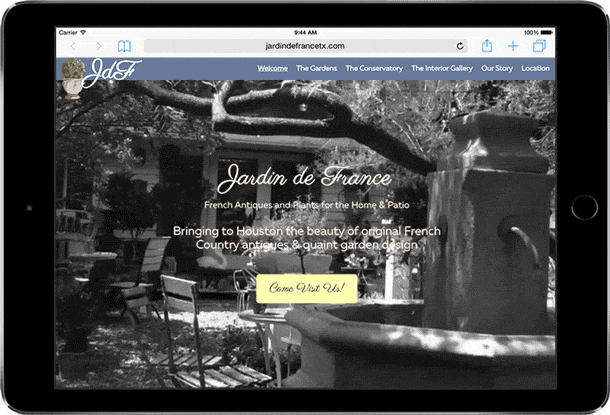 Carrier 9:44 AM 100%
jardindefrancetx.com
JdF Welcome The Gardens The Conservatory The Interior Gallery Our Story Location
Jardin de France
French Antiques and Plants for the Home & Patio
Bringing to Houston the beauty of original French
Country antiques & quaint garden design
Come Visit Us!